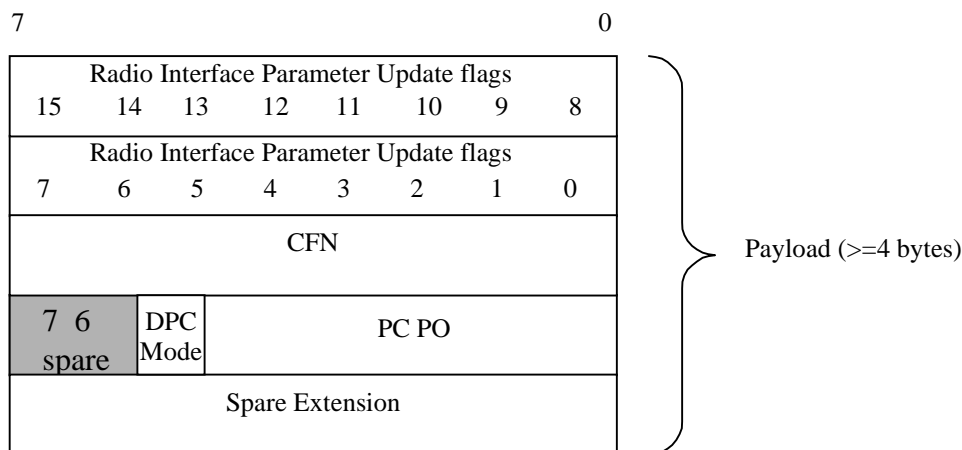 7 0
Radio Interface Parameter Update flags
15 14 13 12 11 10 9 8
Radio Interface Parameter Update flags
7 6 5 4 3 2 1 0
CFN
Payload (>=4 bytes)
7 6
spare
DPC
Mode
PC PO
Spare Extension